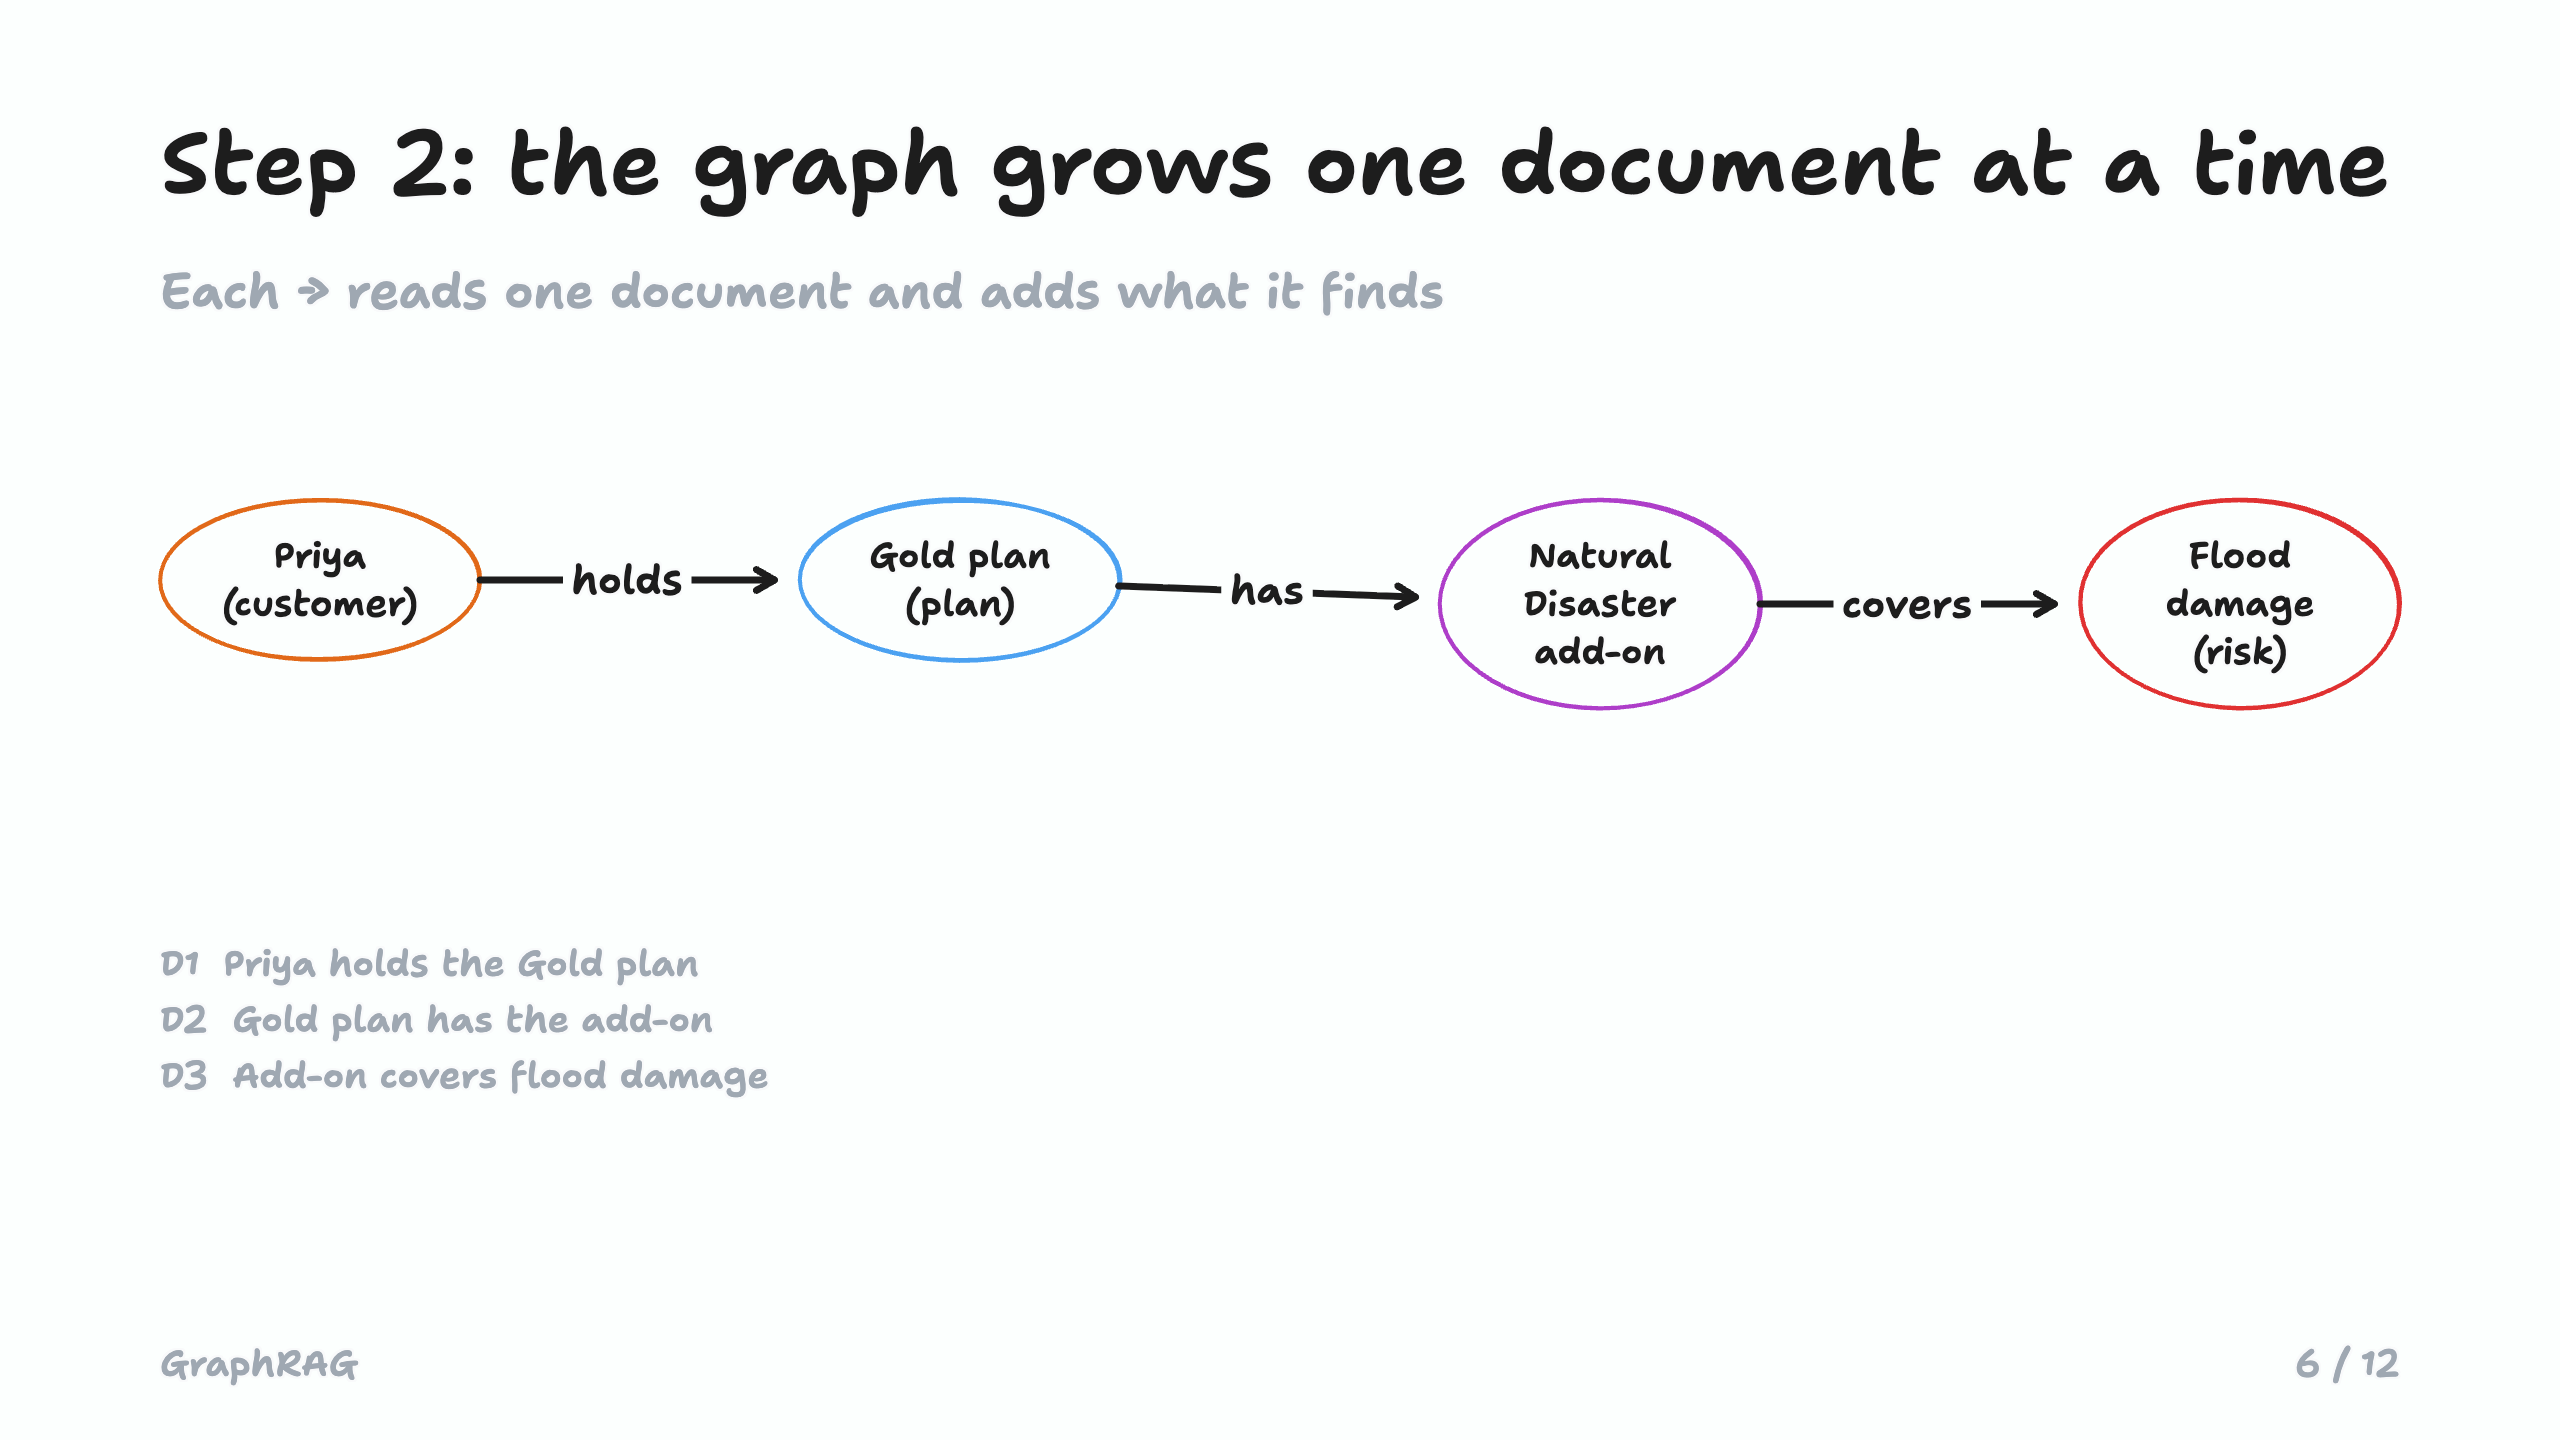 Step 2: the graph grows one document at a time
Each → reads one document and adds what it finds
Priya
(customer)
holds
Gold plan
(plan)
has
Natural
Disaster
add-on
covers
Flood
damage
(risk)
D1 Priya holds the Gold plan
D2 Gold plan has the add-on
D3 Add-on covers flood damage
GraphRAG
6 / 12